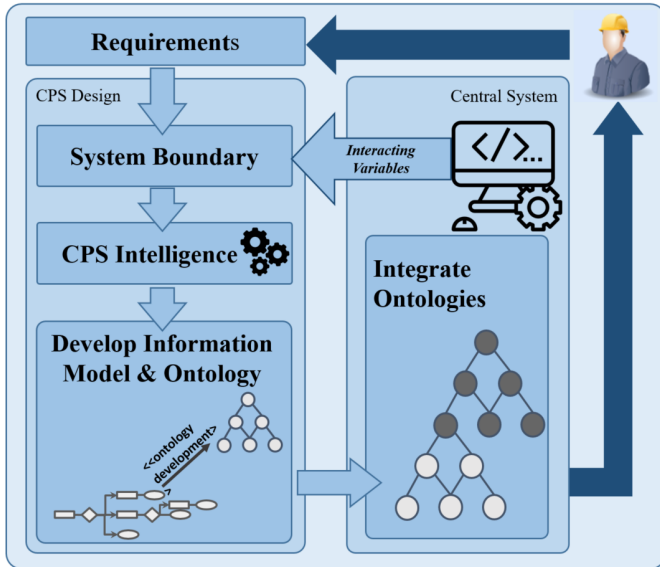 Requirements
CPS Design
Central System
System Boundary
Interacting
Variables
</>...
CPS Intelligence
Integrate
Ontologies
Develop Information
Model & Ontology
<<ontology
development>
>